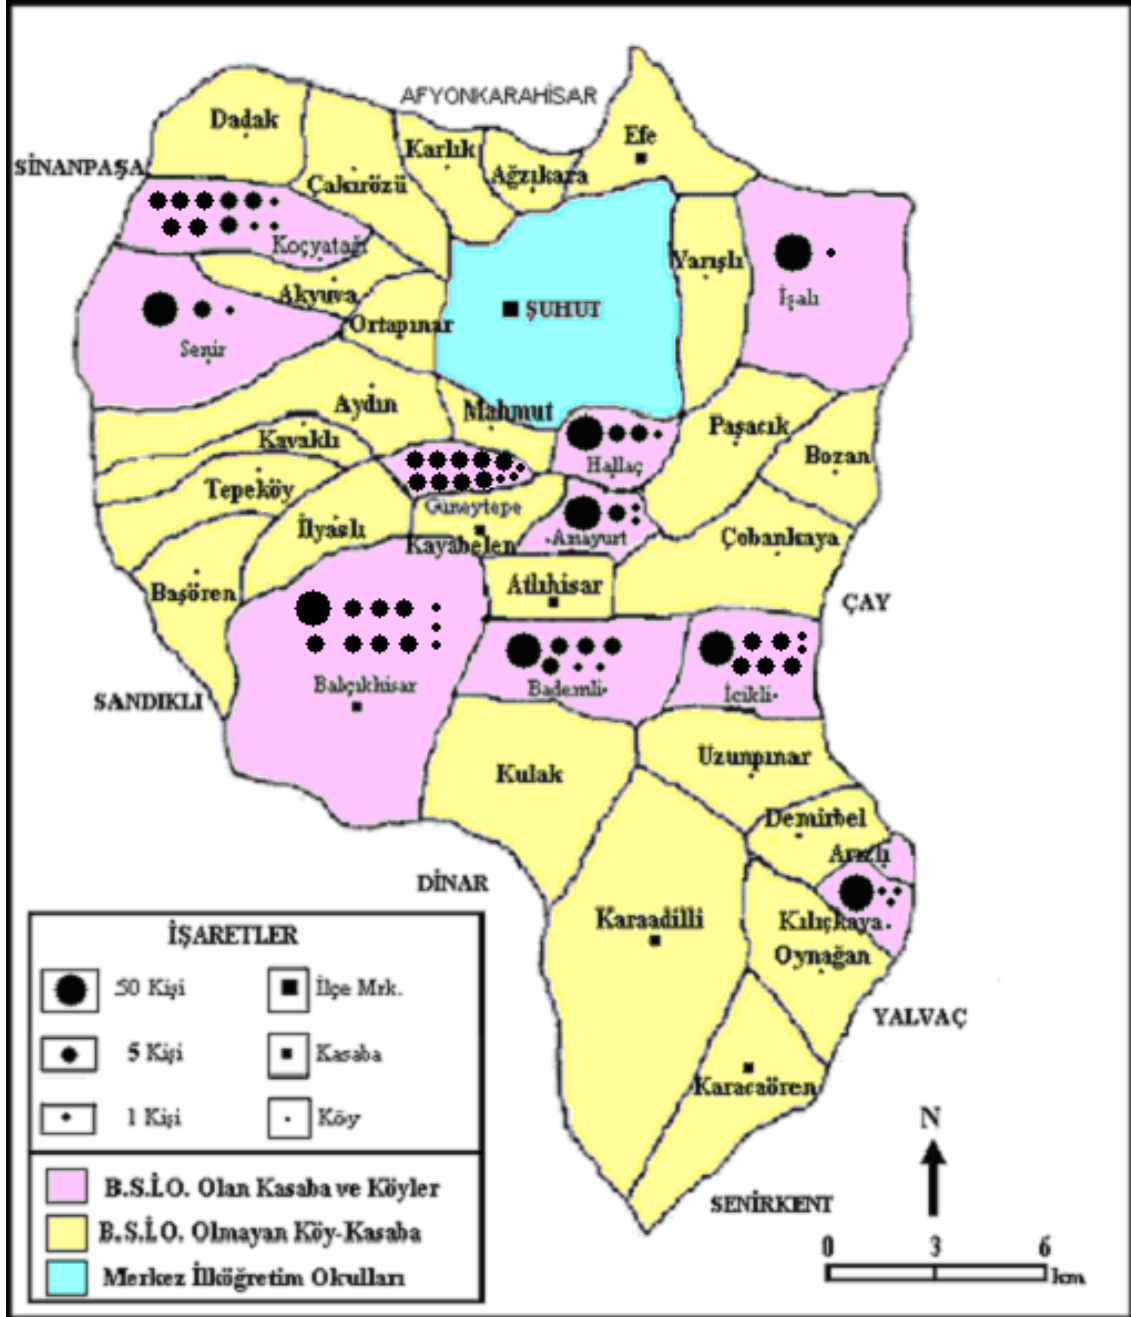 AFYONKARAHİSAR
Dadak
Efe
Karlık
SİNANPAŞA
Ağzıkara
Çakırözü
Koçyatağı
Yarışlı
Akyuva
İşalı
ŞUHUT
Ortapınar
Senir
Aydın
Mahmut
Paşacık
Kavaklı
Bozan
Hallaç
Tepeköy
Güneytepe
İlyaslı
Anayurt
Çobankaya
Kayabelen
Atlıhisar
Başören
ÇAY
Balçıkhisar
Bademli
İcikli
SANDIKLI
Uzunpınar
Kulak
Demirbel
Arızlı
DİNAR
Karaadilli
Kılıçkaya
Oynağan
YALVAÇ
Karacaören
SENİRKENT
İŞARETLER
50 Kişi
İlçe Mrk.
5 Kişi
Kasaba
1 Kişi
Köy
B.S.İ.O. Olan Kasaba ve Köyler
B.S.İ.O. Olmayan Köy-Kasaba
Merkez İlköğretim Okulları
N
0 3 6
km